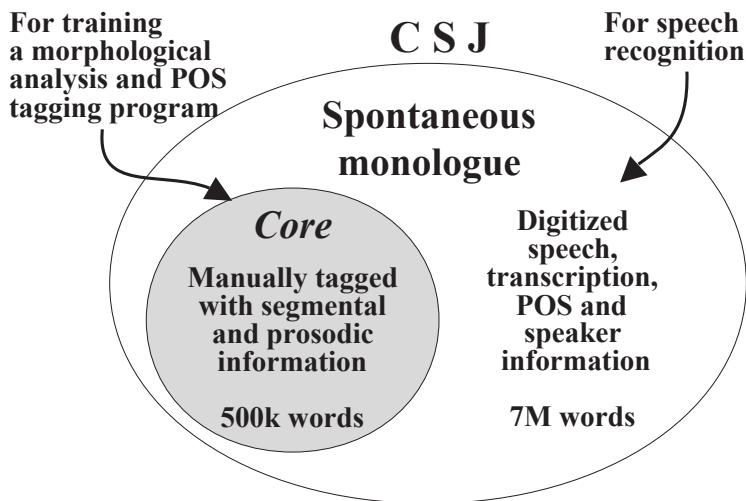 For training
a morphological
analysis and POS
tagging program
C S J
For speech
recognition
Spontaneous
monologue
Core
Manually tagged
with segmental
and prosodic
information
500k words
Digitized
speech,
transcription,
POS and
speaker
information
7M words